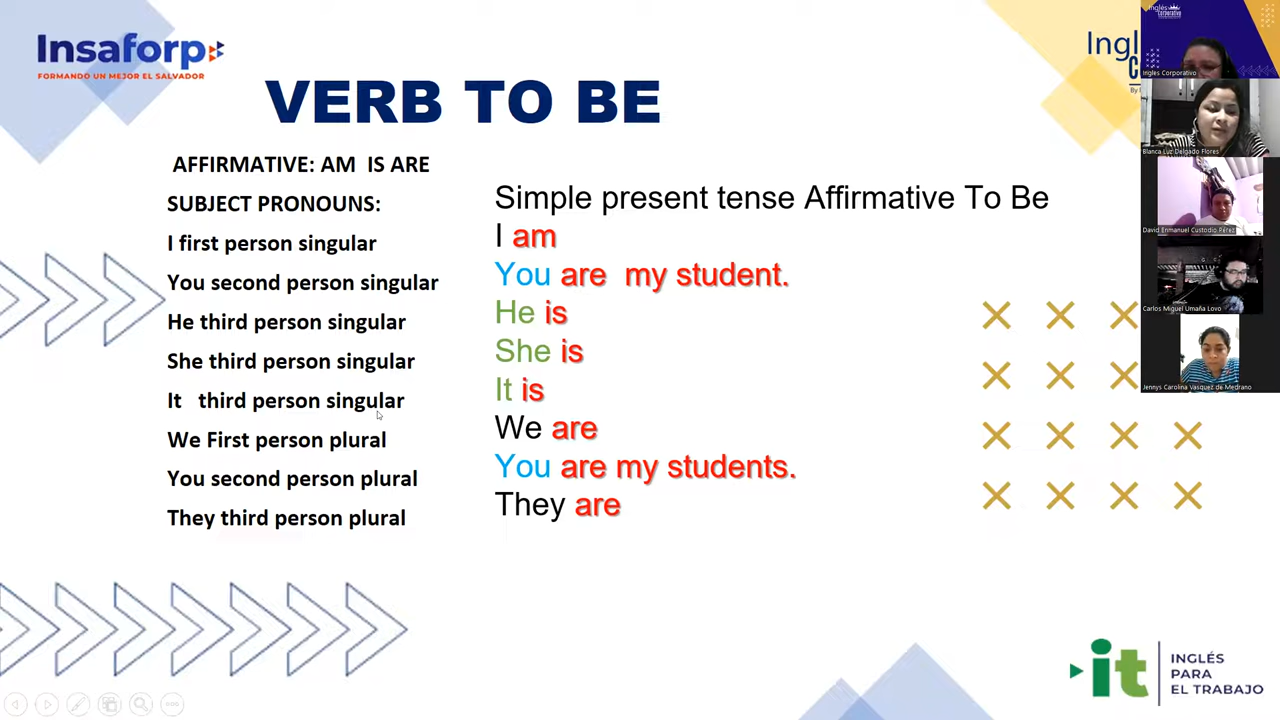 Insaforp
FORMANDO UN MEJOR EL SALVADOR
VERB TO BE
AFFIRMATIVE: AM IS ARE
SUBJECT PRONOUNS:
I first person singular
You second person singular
He third person singular
She third person singular
It third person singular
We First person plural
You second person plural
They third person plural
Simple present tense Affirmative To Be
I am
You are my student.
He is
She is
It is
We are
You are my students.
They are
Inglés Corporativo
Blanca Luz Delgado Flores
David Enmanuel Custodio Pérez
Carlos Miguel Umaña Lovo
Jennys Carolina Vasquez de Medrano
it
INGLÉS
PARA
EL TRABAJO